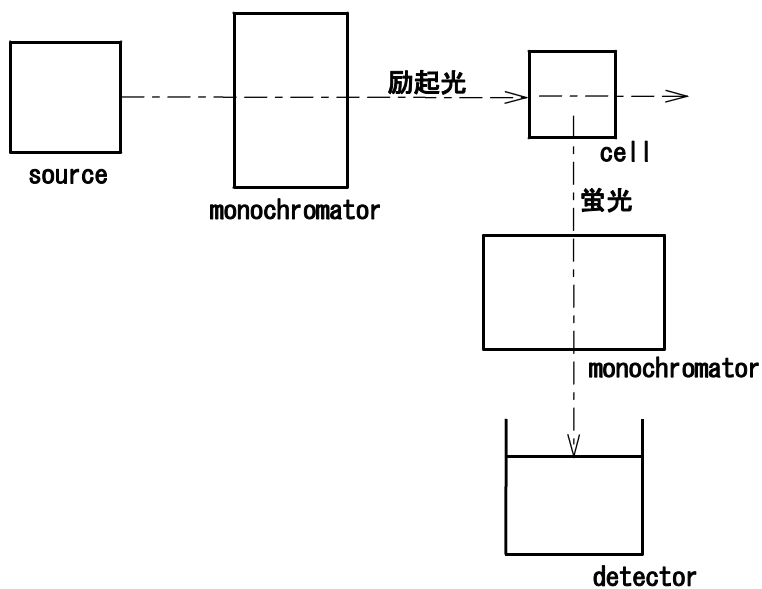 励起光
source
monochromator
cell
蛍光
monochromator
detector